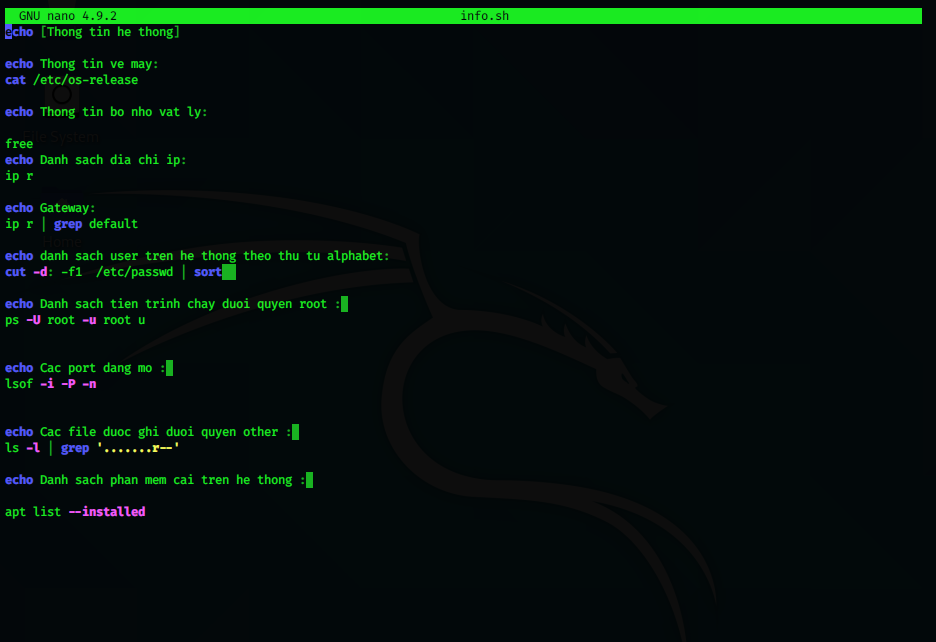 GNU nano 4.9.2 info.sh
echo [Thong tin he thong]
echo Thong tin ve may:
cat /etc/os-release
echo Thong tin bo nho vat ly:
File System
free
echo Danh sach dia chi ip:
ip r
echo Gateway:
ip r | grep default
Home
echo danh sach user tren he thong theo thu tu alphabet:
cut -d: -f1  /etc/passwd | sort
echo Danh sach tien trinh chay duoi quyen root :
ps -U root -u root u
echo Cac port dang mo :
lsof -i -P -n
echo Cac file duoc ghi duoi quyen other :
ls -l | grep '.......r--'
echo Danh sach phan mem cai tren he thong :
apt list --installed